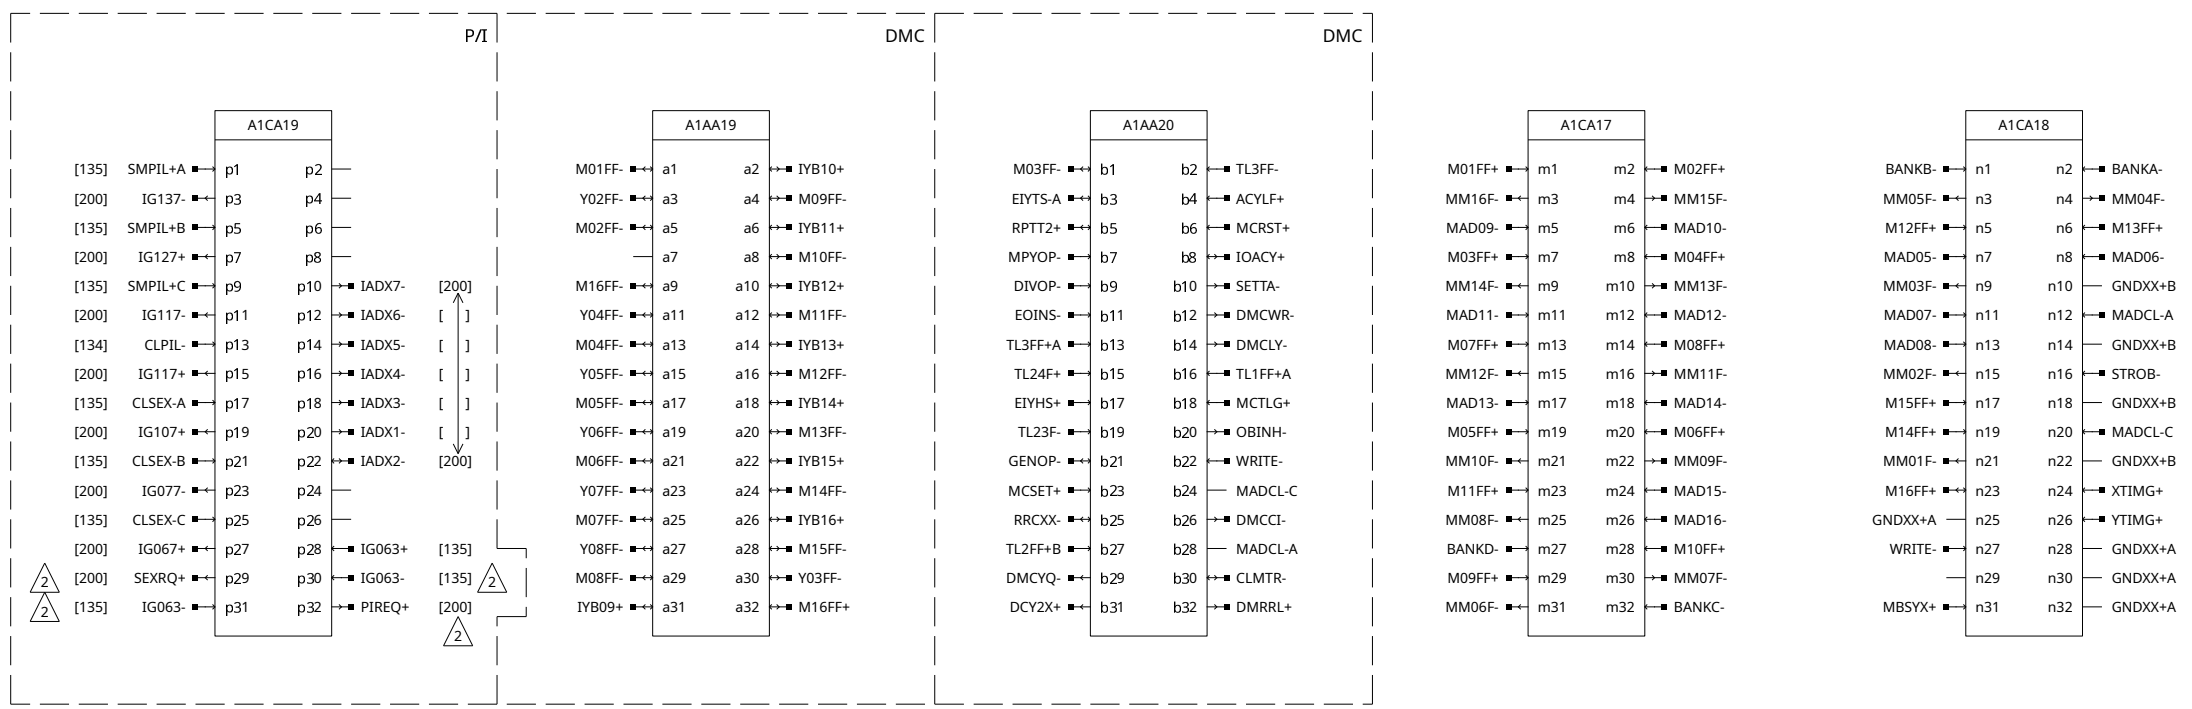 P/I DMC DMC
A1CA19 A1AA19 A1AA20 A1CA17 A1CA18
[135] SMPIL+A p1 p2 M01FF- a1 a2 IYB10+ M03FF- b1 b2 TL3FF- M01FF+ m1 m2 M02FF+ BANKB- n1 n2 BANKA-
[200] IG137- p3 p4 Y02FF- a3 a4 M09FF- EIYTS-A b3 b4 ACYLF+ MM16F- m3 m4 MM15F- MM05F- n3 n4 MM04F-
[135] SMPIL+B p5 p6 M02FF- a5 a6 IYB11+ RPTT2+ b5 b6 MCRST+ MAD09- m5 m6 MAD10- M12FF+ n5 n6 M13FF+
[200] IG127+ p7 p8 a7 a8 M10FF- MPYOP- b7 b8 IOACY+ M03FF+ m7 m8 M04FF+ MAD05- n7 n8 MAD06-
[135] SMPIL+C p9 p10 IADX7- [200] M16FF- a9 a10 IYB12+ DIVOP- b9 b10 SETTA- MM14F- m9 m10 MM13F- MM03F- n9 n10 GNDXX+B
[200] IG117- p11 p12 IADX6- [ ] Y04FF- a11 a12 M11FF- EOINS- b11 b12 DMCWR- MAD11- m11 m12 MAD12- MAD07- n11 n12 MADCL-A
[134] CLPIL- p13 p14 IADX5- [ ] M04FF- a13 a14 IYB13+ TL3FF+A b13 b14 DMCLY- M07FF+ m13 m14 M08FF+ MAD08- n13 n14 GNDXX+B
[200] IG117+ p15 p16 IADX4- [ ] Y05FF- a15 a16 M12FF- TL24F+ b15 b16 TL1FF+A MM12F- m15 m16 MM11F- MM02F- n15 n16 STROB-
[135] CLSEX-A p17 p18 IADX3- [ ] M05FF- a17 a18 IYB14+ EIYHS+ b17 b18 MCTLG+ MAD13- m17 m18 MAD14- M15FF+ n17 n18 GNDXX+B
[200] IG107+ p19 p20 IADX1- [ ] Y06FF- a19 a20 M13FF- TL23F- b19 b20 OBINH- M05FF+ m19 m20 M06FF+ M14FF+ n19 n20 MADCL-C
[135] CLSEX-B p21 p22 IADX2- [200] M06FF- a21 a22 IYB15+ GENOP- b21 b22 WRITE- MM10F- m21 m22 MM09F- MM01F- n21 n22 GNDXX+B
[200] IG077- p23 p24 Y07FF- a23 a24 M14FF- MCSET+ b23 b24 MADCL-C M11FF+ m23 m24 MAD15- M16FF+ n23 n24 XTIMG+
[135] CLSEX-C p25 p26 M07FF- a25 a26 IYB16+ RRCXX- b25 b26 DMCCI- MM08F- m25 m26 MAD16- GNDXX+A n25 n26 YTIMG+
[200] IG067+ p27 p28 IG063+ [135] Y08FF- a27 a28 M15FF- TL2FF+B b27 b28 MADCL-A BANKD- m27 m28 M10FF+ WRITE- n27 n28 GNDXX+A
2 [200] SEXRQ+ p29 p30 IG063- [135] 2 M08FF- a29 a30 Y03FF- DMCYQ- b29 b30 CLMTR- M09FF+ m29 m30 MM07F- n29 n30 GNDXX+A
2 [135] IG063- p31 p32 PIREQ+ [200] IYB09+ a31 a32 M16FF+ DCY2X+ b31 b32 DMRRL+ MM06F- m31 m32 BANKC- MBSYX+ n31 n32 GNDXX+A
2